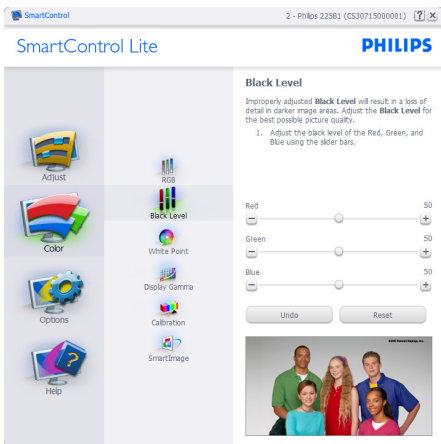 SmartControl
2 - Philips 225B1 (CS30715000001)
SmartControl Lite
PHILIPS
Adjust
Color
Options
Help
RGB
Black Level
White Point
Display Gamma
Calibration
SmartImage
Black Level
Improperly adjusted Black Level will result in a loss of
detail in darker image areas. Adjust the Black Level for
the best possible picture quality.
1. Adjust the black level of the Red, Green, and
Blue using the slider bars.
Red 50
Green 50
Blue 50
Undo Reset